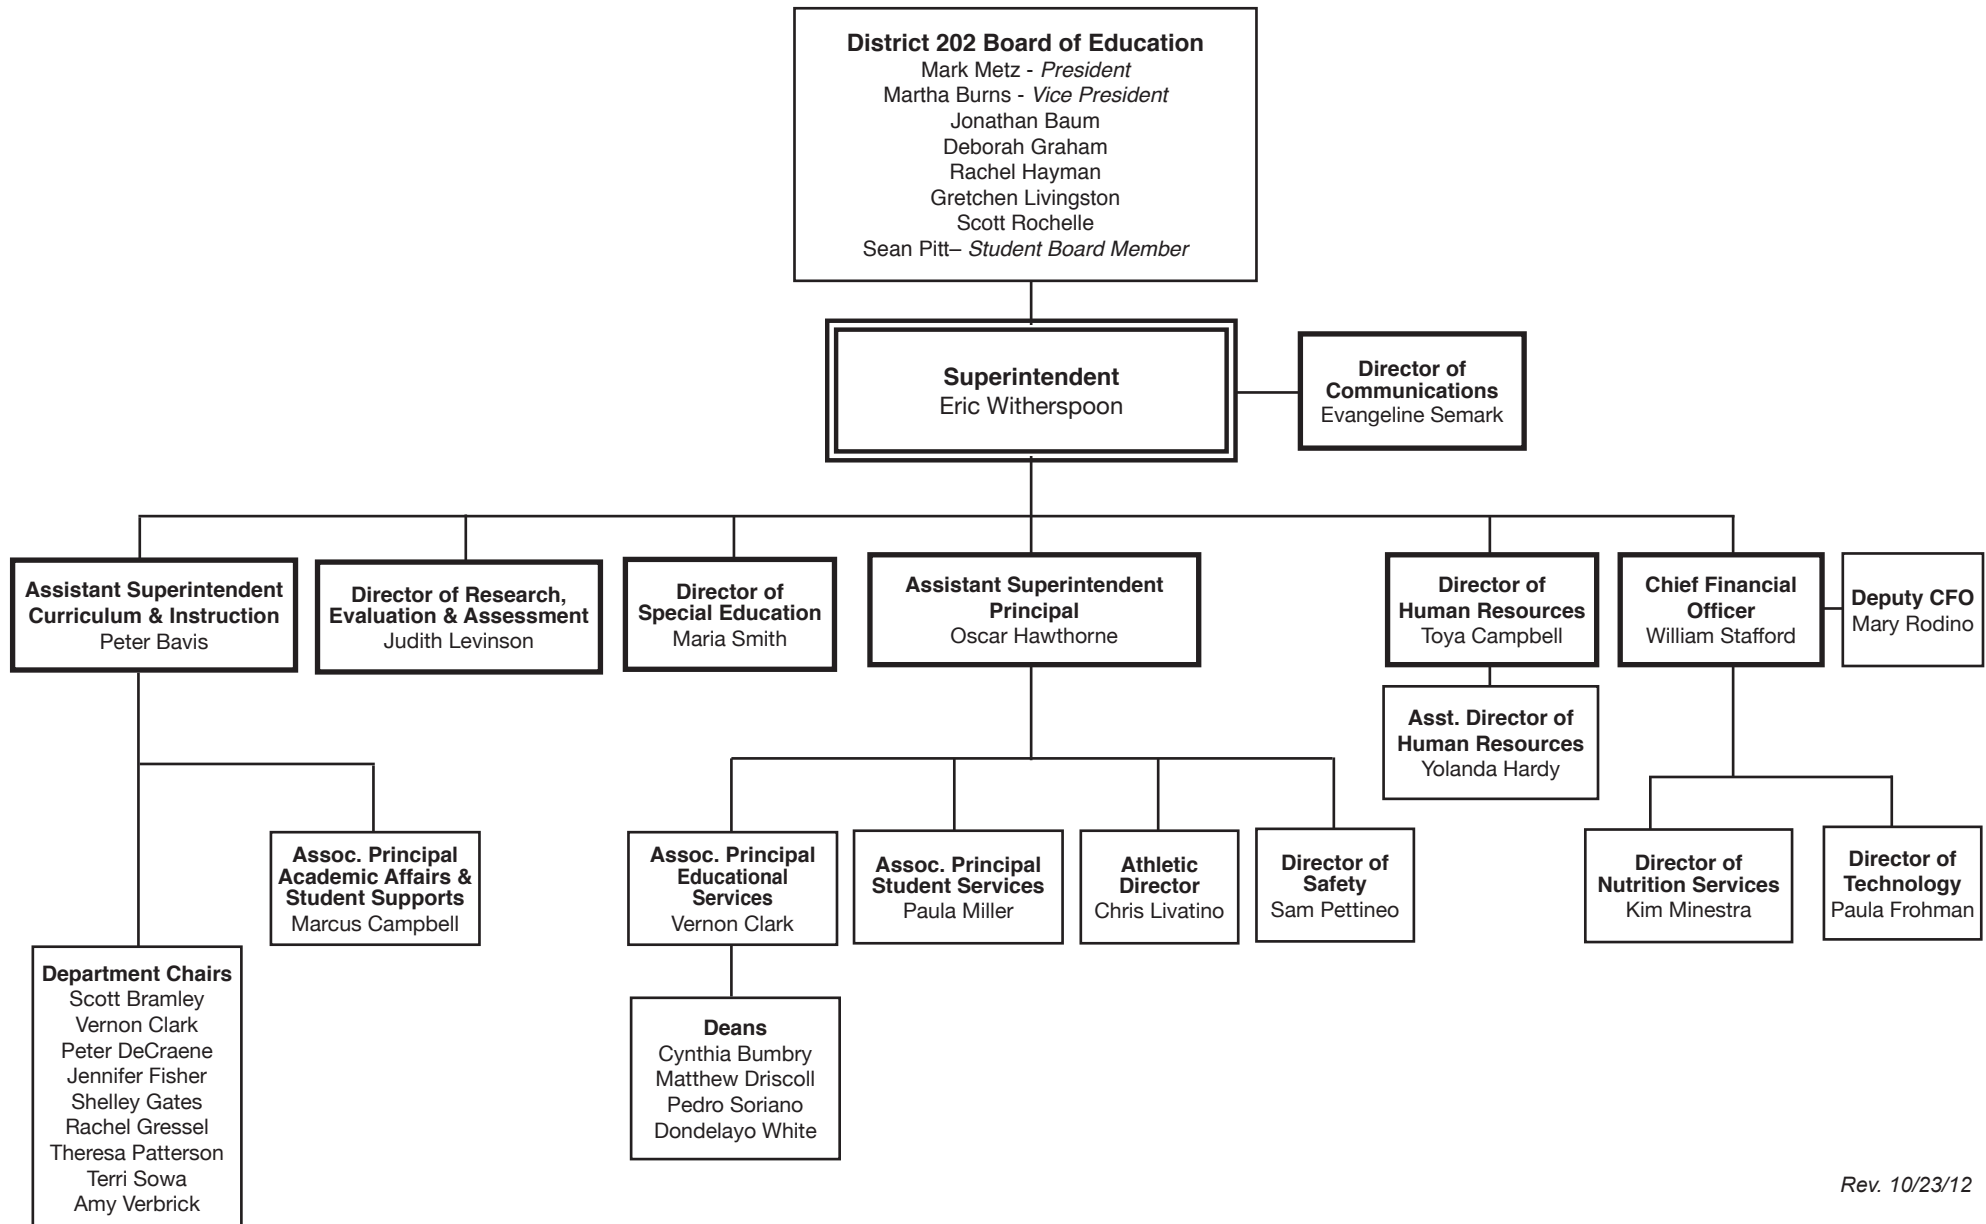 District 202 Board of Education
Mark Metz - President
Martha Burns - Vice President
Jonathan Baum
Deborah Graham
Rachel Hayman
Gretchen Livingston
Scott Rochelle
Sean Pitt– Student Board Member
Superintendent
Eric Witherspoon
Director of
Communications
Evangeline Semark
Assistant Superintendent
Curriculum & Instruction
Peter Bavis
Director of Research,
Evaluation & Assessment
Judith Levinson
Director of
Special Education
Maria Smith
Assistant Superintendent
Principal
Oscar Hawthorne
Director of
Human Resources
Toya Campbell
Chief Financial
Officer
William Stafford
Deputy CFO
Mary Rodino
Asst. Director of
Human Resources
Yolanda Hardy
Assoc. Principal
Academic Affairs &
Student Supports
Marcus Campbell
Assoc. Principal
Educational
Services
Vernon Clark
Assoc. Principal
Student Services
Paula Miller
Athletic
Director
Chris Livatino
Director of
Safety
Sam Pettineo
Director of
Nutrition Services
Kim Minestra
Director of
Technology
Paula Frohman
Department Chairs
Scott Bramley
Vernon Clark
Peter DeCraene
Jennifer Fisher
Shelley Gates
Rachel Gressel
Theresa Patterson
Terri Sowa
Amy Verbrick
Deans
Cynthia Bumbry
Matthew Driscoll
Pedro Soriano
Dondelayo White
Rev. 10/23/12